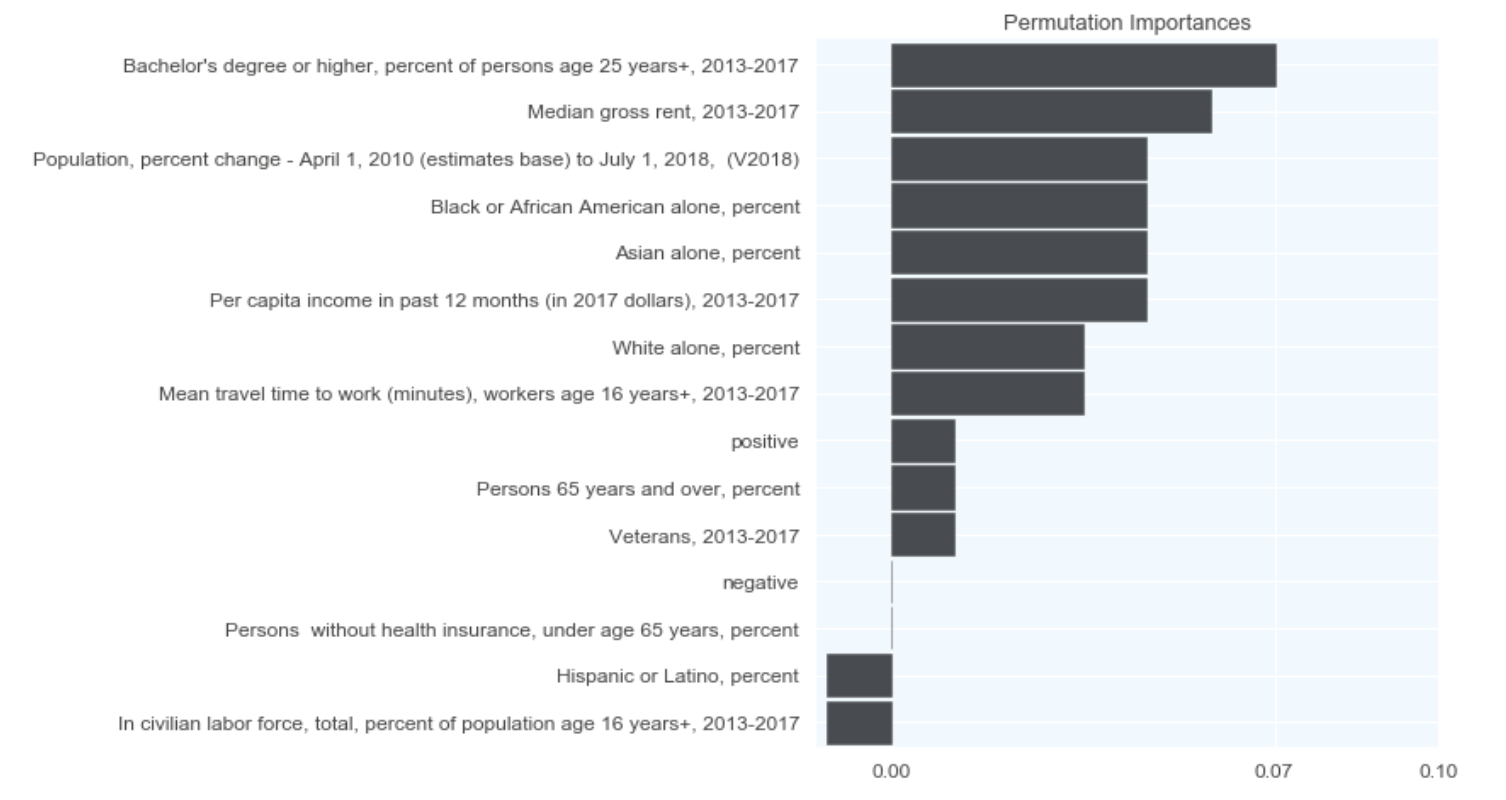 Permutation Importances
Bachelor's degree or higher, percent of persons age 25 years+, 2013-2017
Median gross rent, 2013-2017
Population, percent change - April 1, 2010 (estimates base) to July 1, 2018,  (V2018)
Black or African American alone, percent
Asian alone, percent
Per capita income in past 12 months (in 2017 dollars), 2013-2017
White alone, percent
Mean travel time to work (minutes), workers age 16 years+, 2013-2017
positive
Persons 65 years and over, percent
Veterans, 2013-2017
negative
Persons  without health insurance, under age 65 years, percent
Hispanic or Latino, percent
In civilian labor force, total, percent of population age 16 years+, 2013-2017
0.00 0.07 0.10